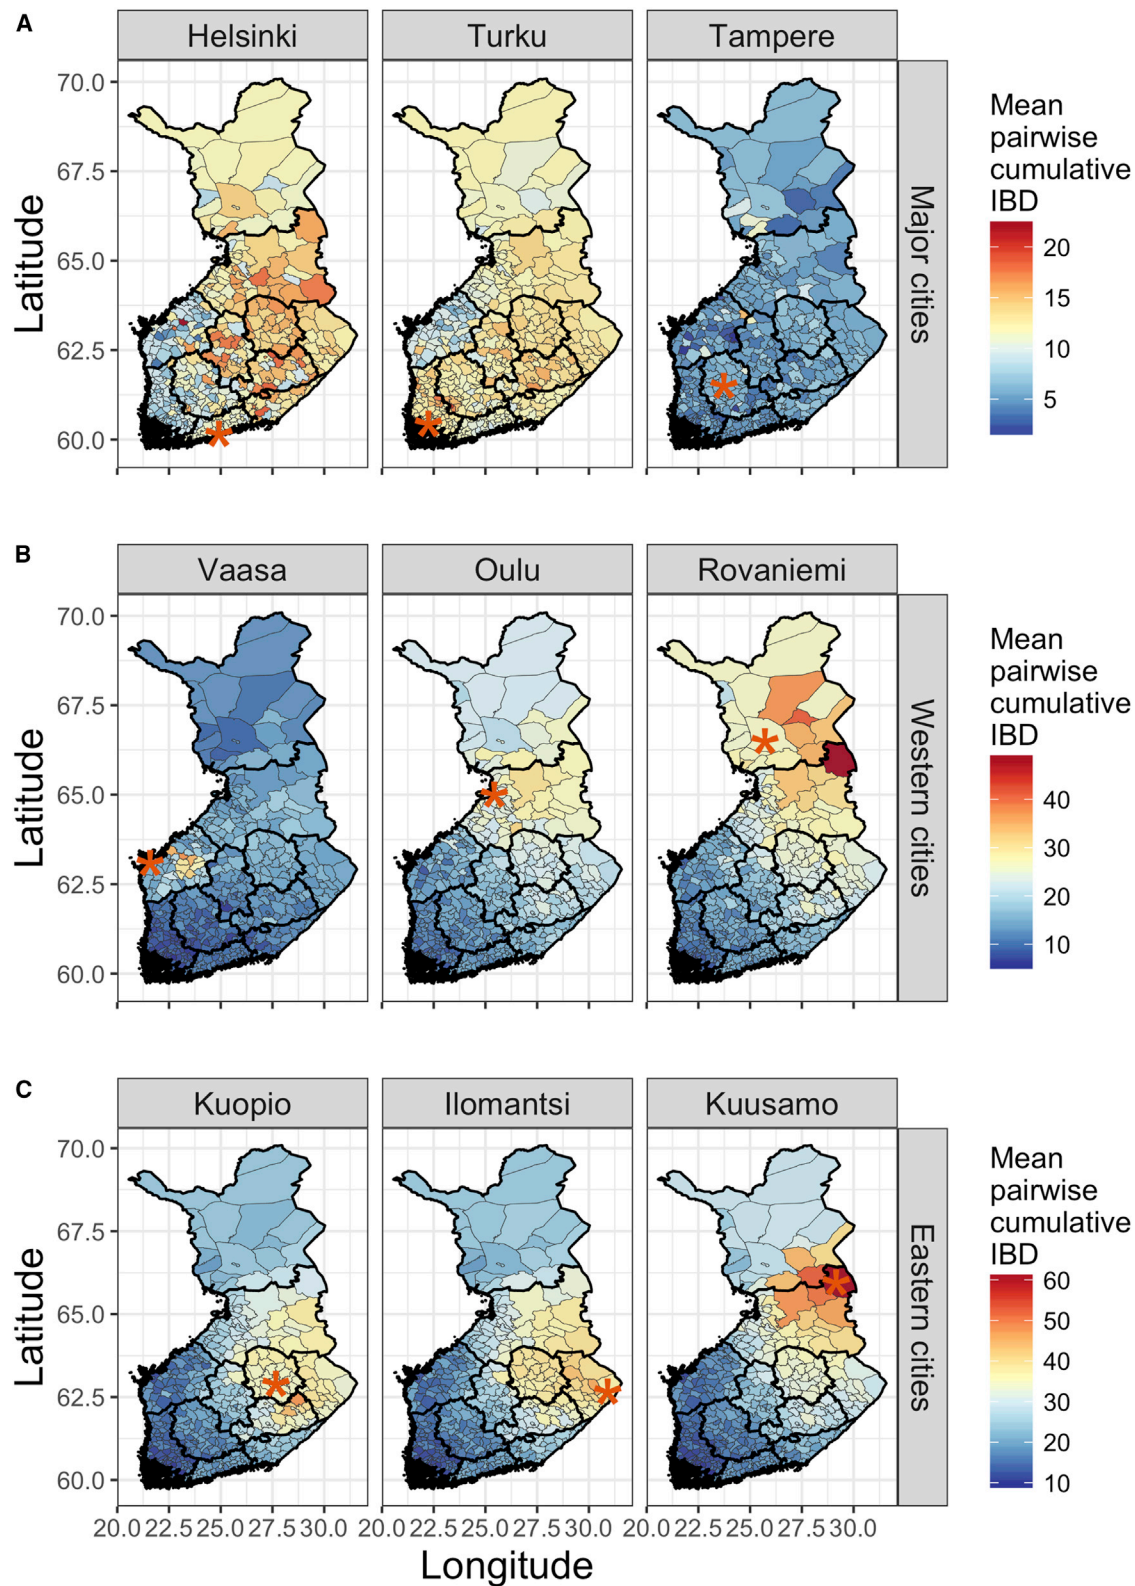 A
Helsinki Turku Tampere
70.0
67.5
65.0
62.5
60.0
Latitude
Major cities
Mean
pairwise
cumulative
IBD
20
15
10
5
B
Vaasa Oulu Rovaniemi
70.0
67.5
65.0
62.5
60.0
Latitude
Western cities
Mean
pairwise
cumulative
IBD
40
30
20
10
C
Kuopio Ilomantsi Kuusamo
70.0
67.5
65.0
62.5
60.0
Latitude
Eastern cities
Mean
pairwise
cumulative
IBD
60
50
40
30
20
10
20.0 22.5 25.0 27.5 30.0 20.0 22.5 25.0 27.5 30.0 20.0 22.5 25.0 27.5 30.0
Longitude